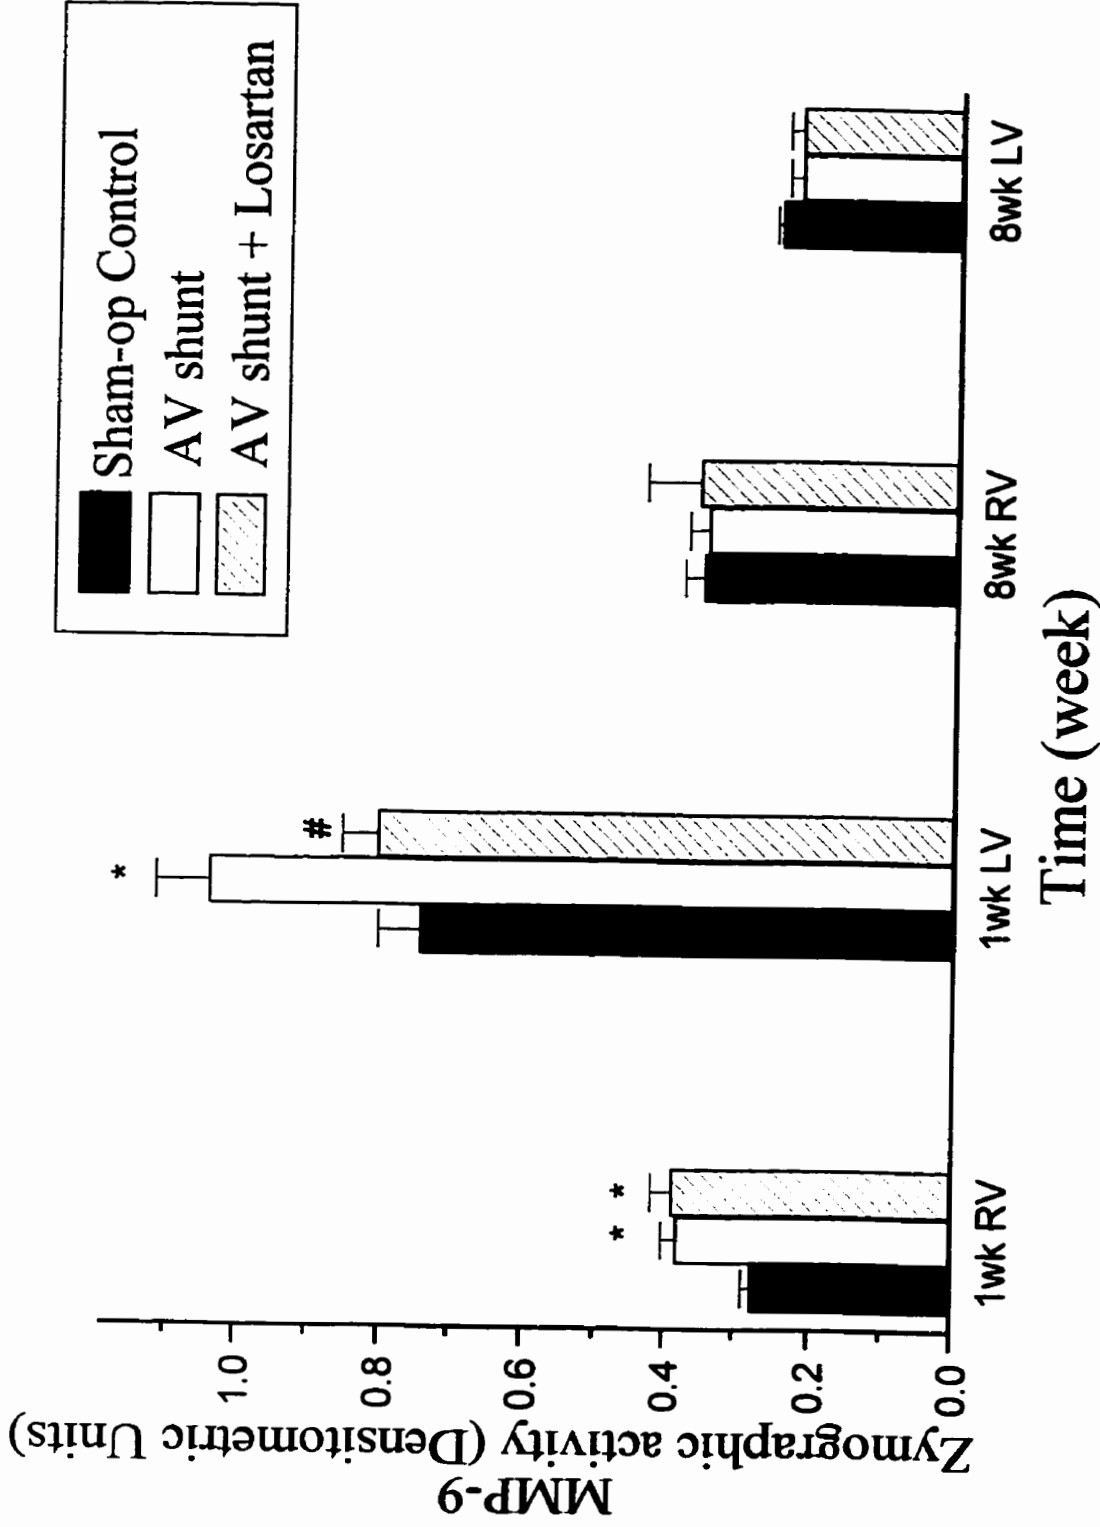 MMP-9
Zymographic activity (Densitometric Units)
1.0
0.8
0.6
0.4
0.2
0.0
Sham-op Control
AV shunt
AV shunt + Losartan
*
*
*
#
1wk RV
1wk LV
8wk RV
8wk LV
Time (week)